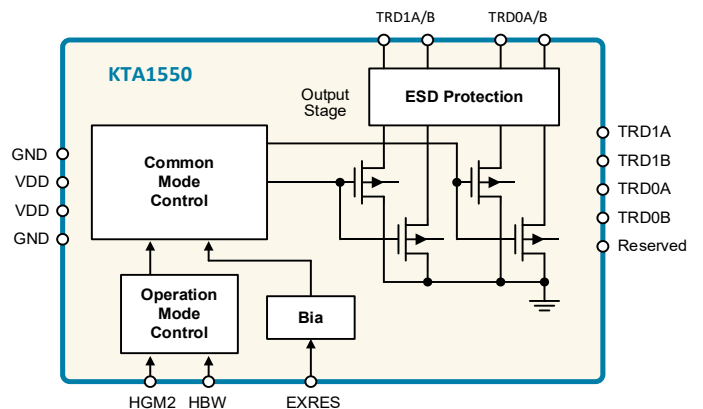 TRD1A/B TRD0A/B
KTA1550
Output
Stage
ESD Protection
Common
Mode
Control
GND
VDD
VDD
GND
TRD1A
TRD1B
TRD0A
TRD0B
Reserved
Operation
Mode
Control
Bia
HGM2 HBW EXRES